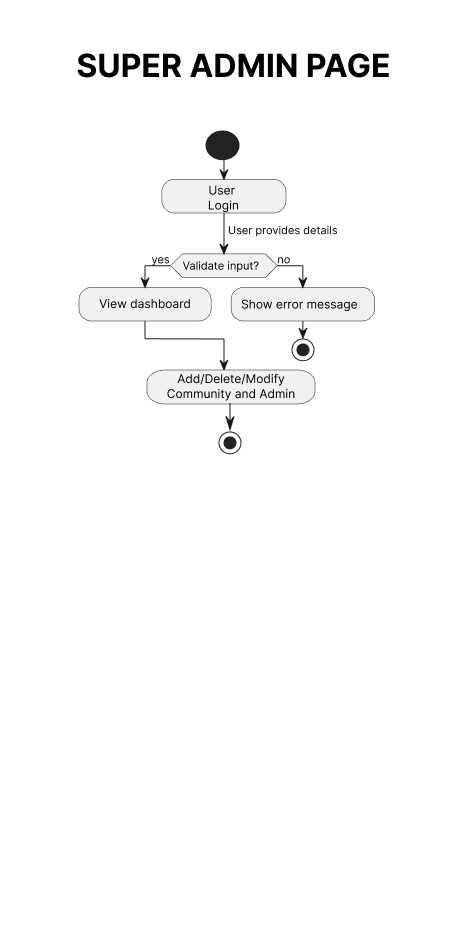 SUPER ADMIN PAGE
User
Login
User provides details
yes
Validate input?
no
View dashboard
Show error message
Add/Delete/Modify
Community and Admin